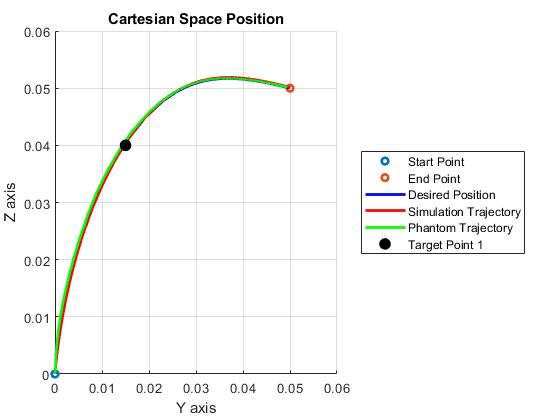 Cartesian Space Position
0.06
0.05
0.04
0.03
0.02
0.01
0
Z axis
0 0.01 0.02 0.03 0.04 0.05 0.06
Y axis
Start Point
End Point
Desired Position
Simulation Trajectory
Phantom Trajectory
Target Point 1